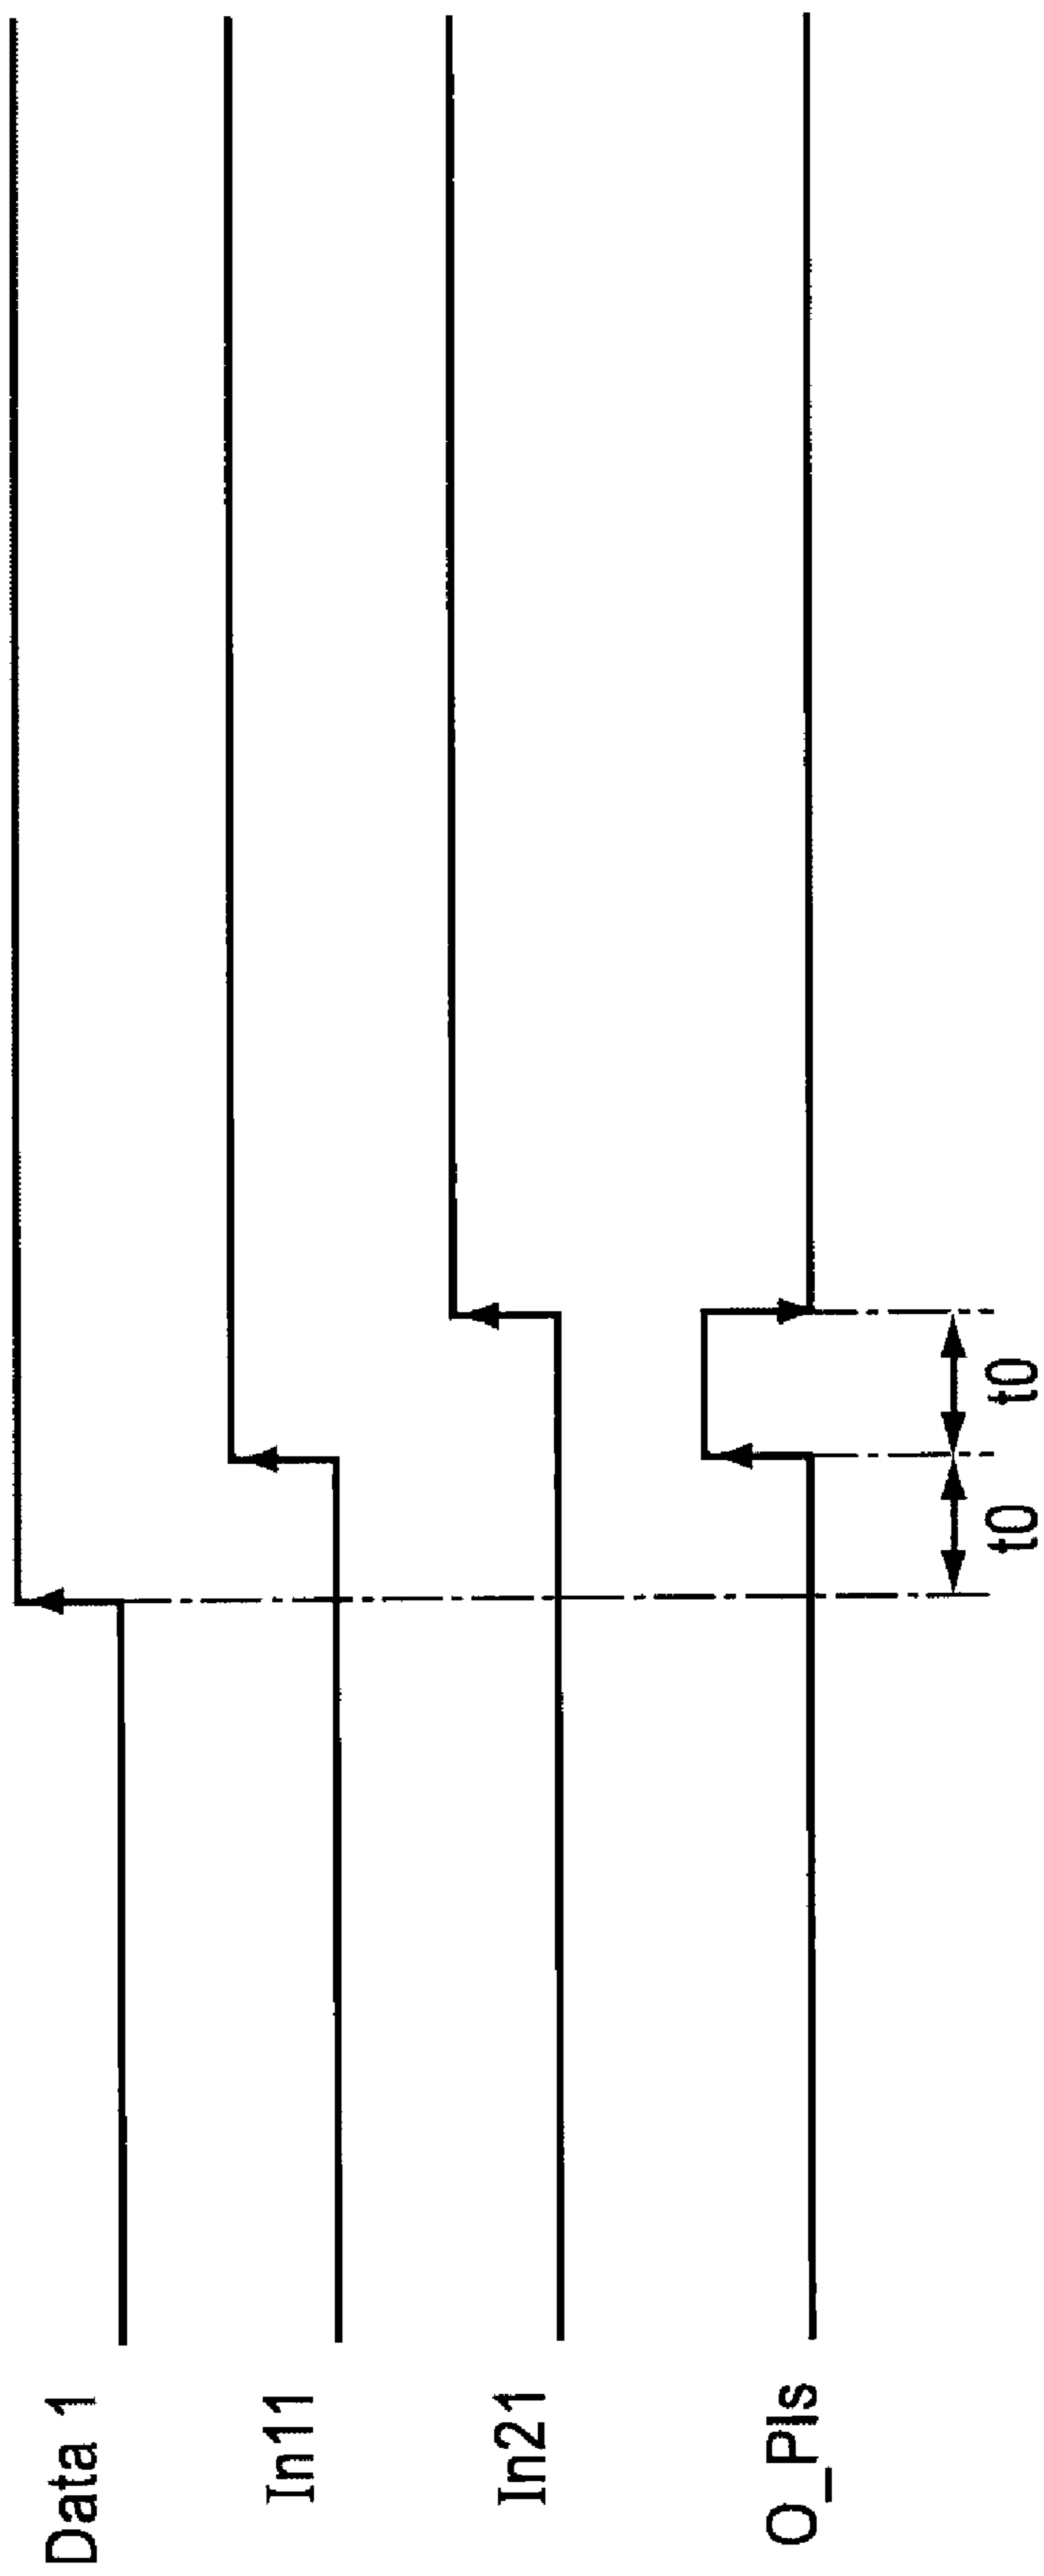 Data 1
In11
In21
O_Pls
t0
t0